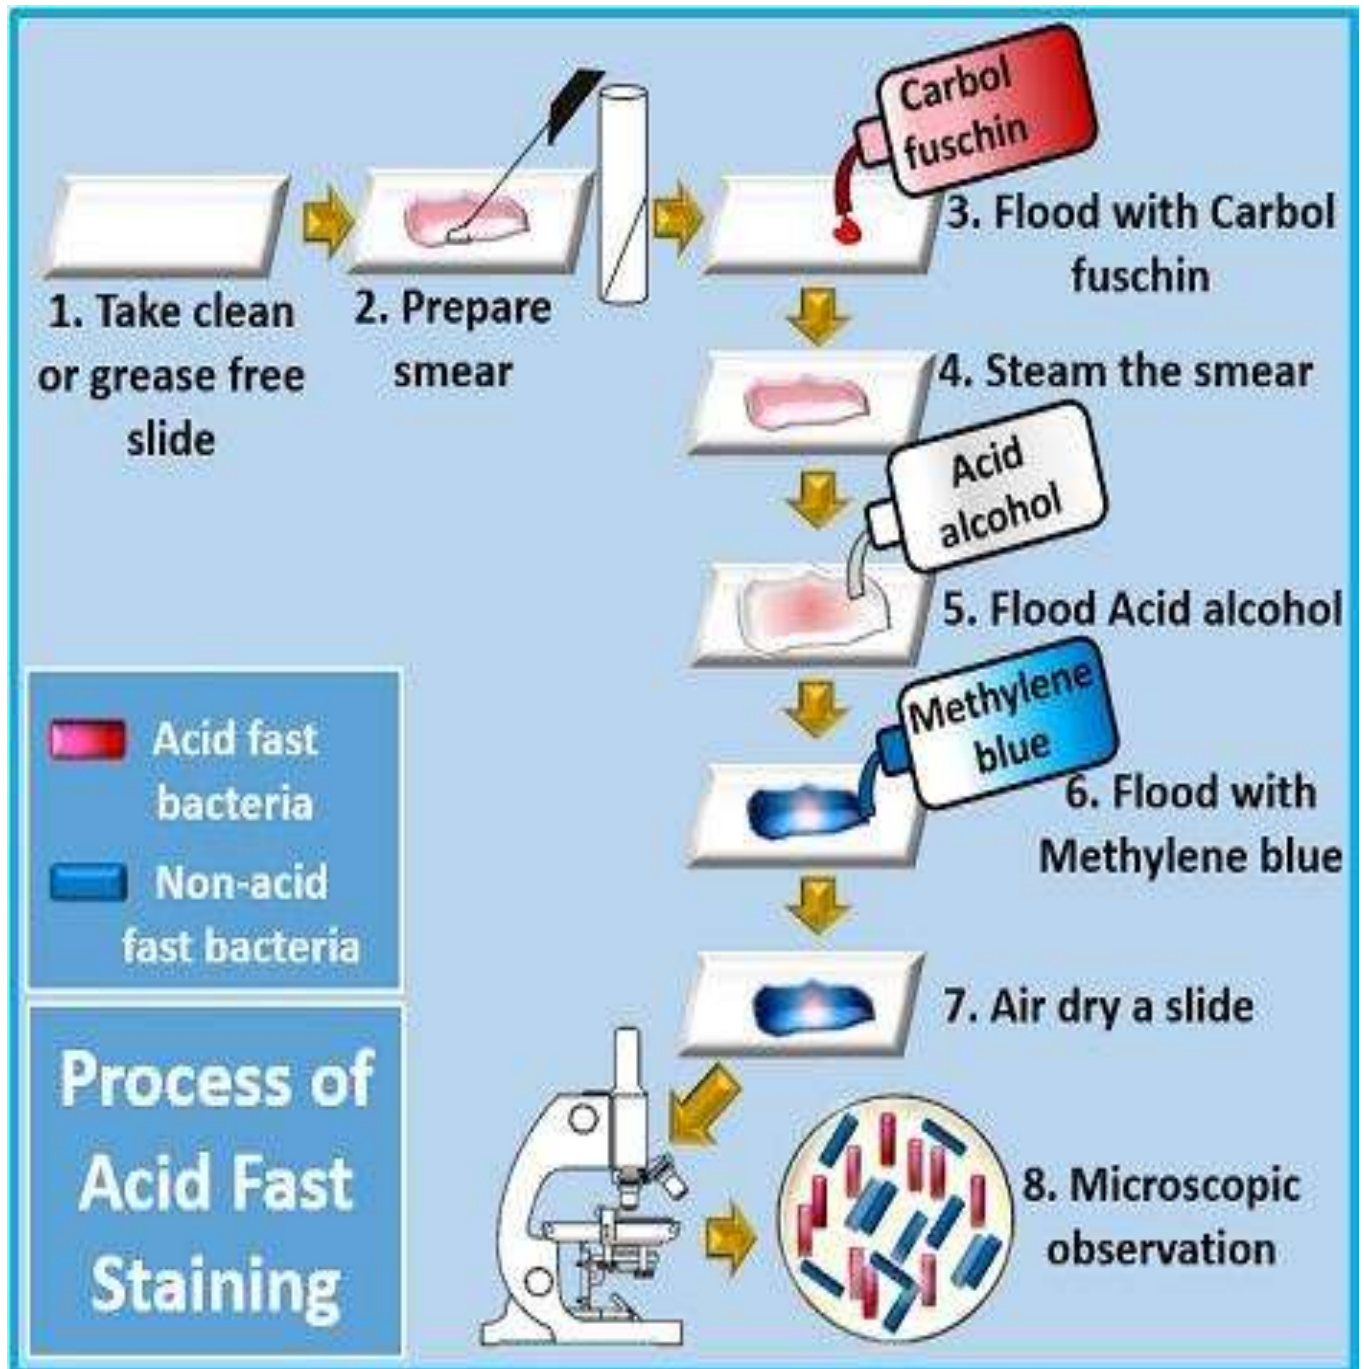 Carbol
fuschin
1. Take clean
or grease free
slide
2. Prepare
smear
3. Flood with Carbol
fuschin
4. Steam the smear
Acid
alcohol
5. Flood Acid alcohol
Methylene
blue
6. Flood with
Methylene blue
7. Air dry a slide
8. Microscopic
observation
Acid fast
bacteria
Non-acid
fast bacteria
Process of
Acid Fast
Staining